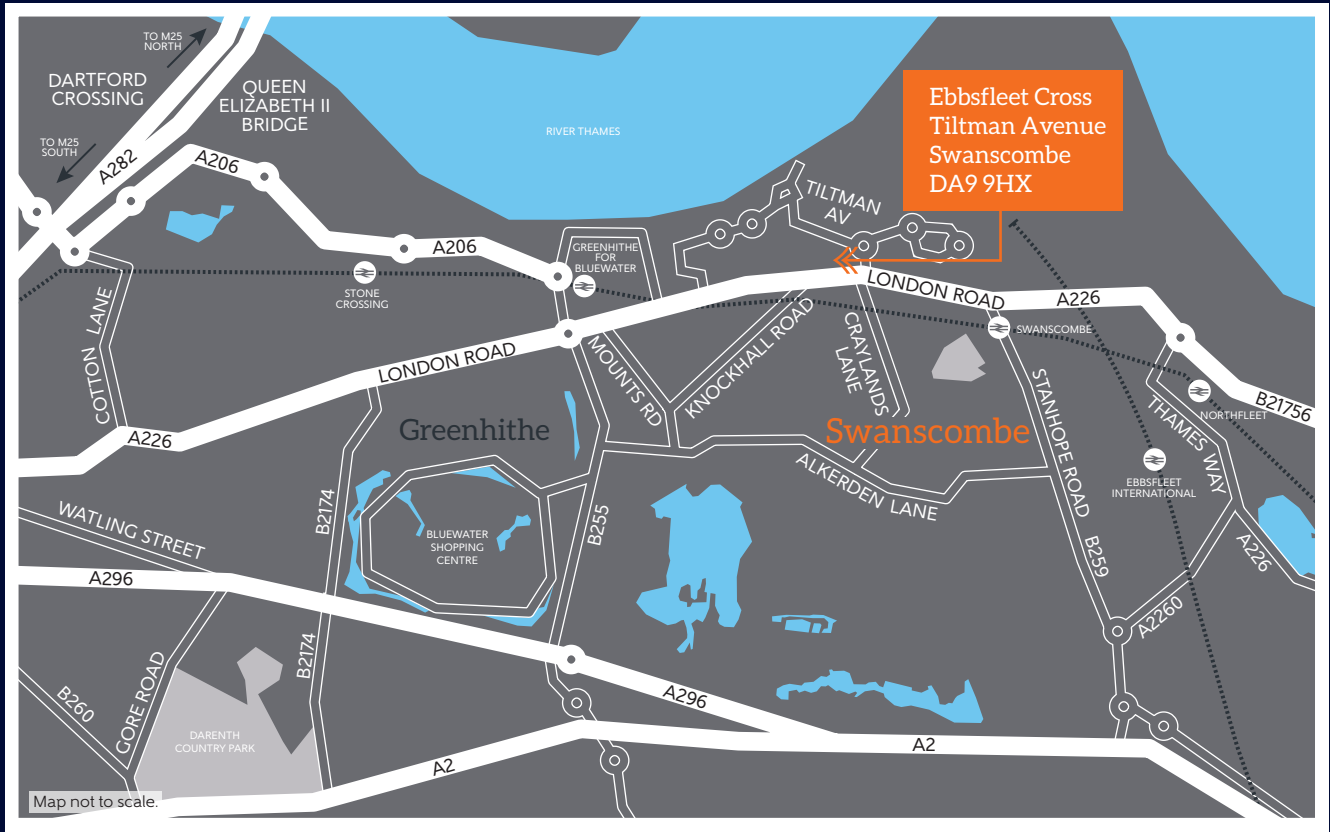 TO M25
NORTH
DARTFORD
CROSSING
QUEEN
ELIZABETH II
BRIDGE
TO M25
SOUTH
A282
A206
RIVER THAMES
Ebbsfleet Cross
Tiltman Avenue
Swanscombe
DA9 9HX
TILTMAN
AV
A206
GREENHITHE
FOR
BLUEWATER
STONE
CROSSING
COTTON LANE
LONDON ROAD
A226
SWANSCOMBE
LONDON ROAD
MOUNTS RD
KNOCKHALL ROAD
CRAYLANDS
LANE
STANHOPE ROAD
THAMES WAY
NORTHFLEET
B21756
A226
Greenhithe
Swanscombe
ALKERDEN LANE
EBBSFLEET
INTERNATIONAL
WATLING STREET
B2174
BLUEWATER
SHOPPING
CENTRE
B255
B259
A226
A296
A2260
GORE ROAD
B2174
B260
A296
DARENTH
COUNTRY PARK
A2
A2
Map not to scale.